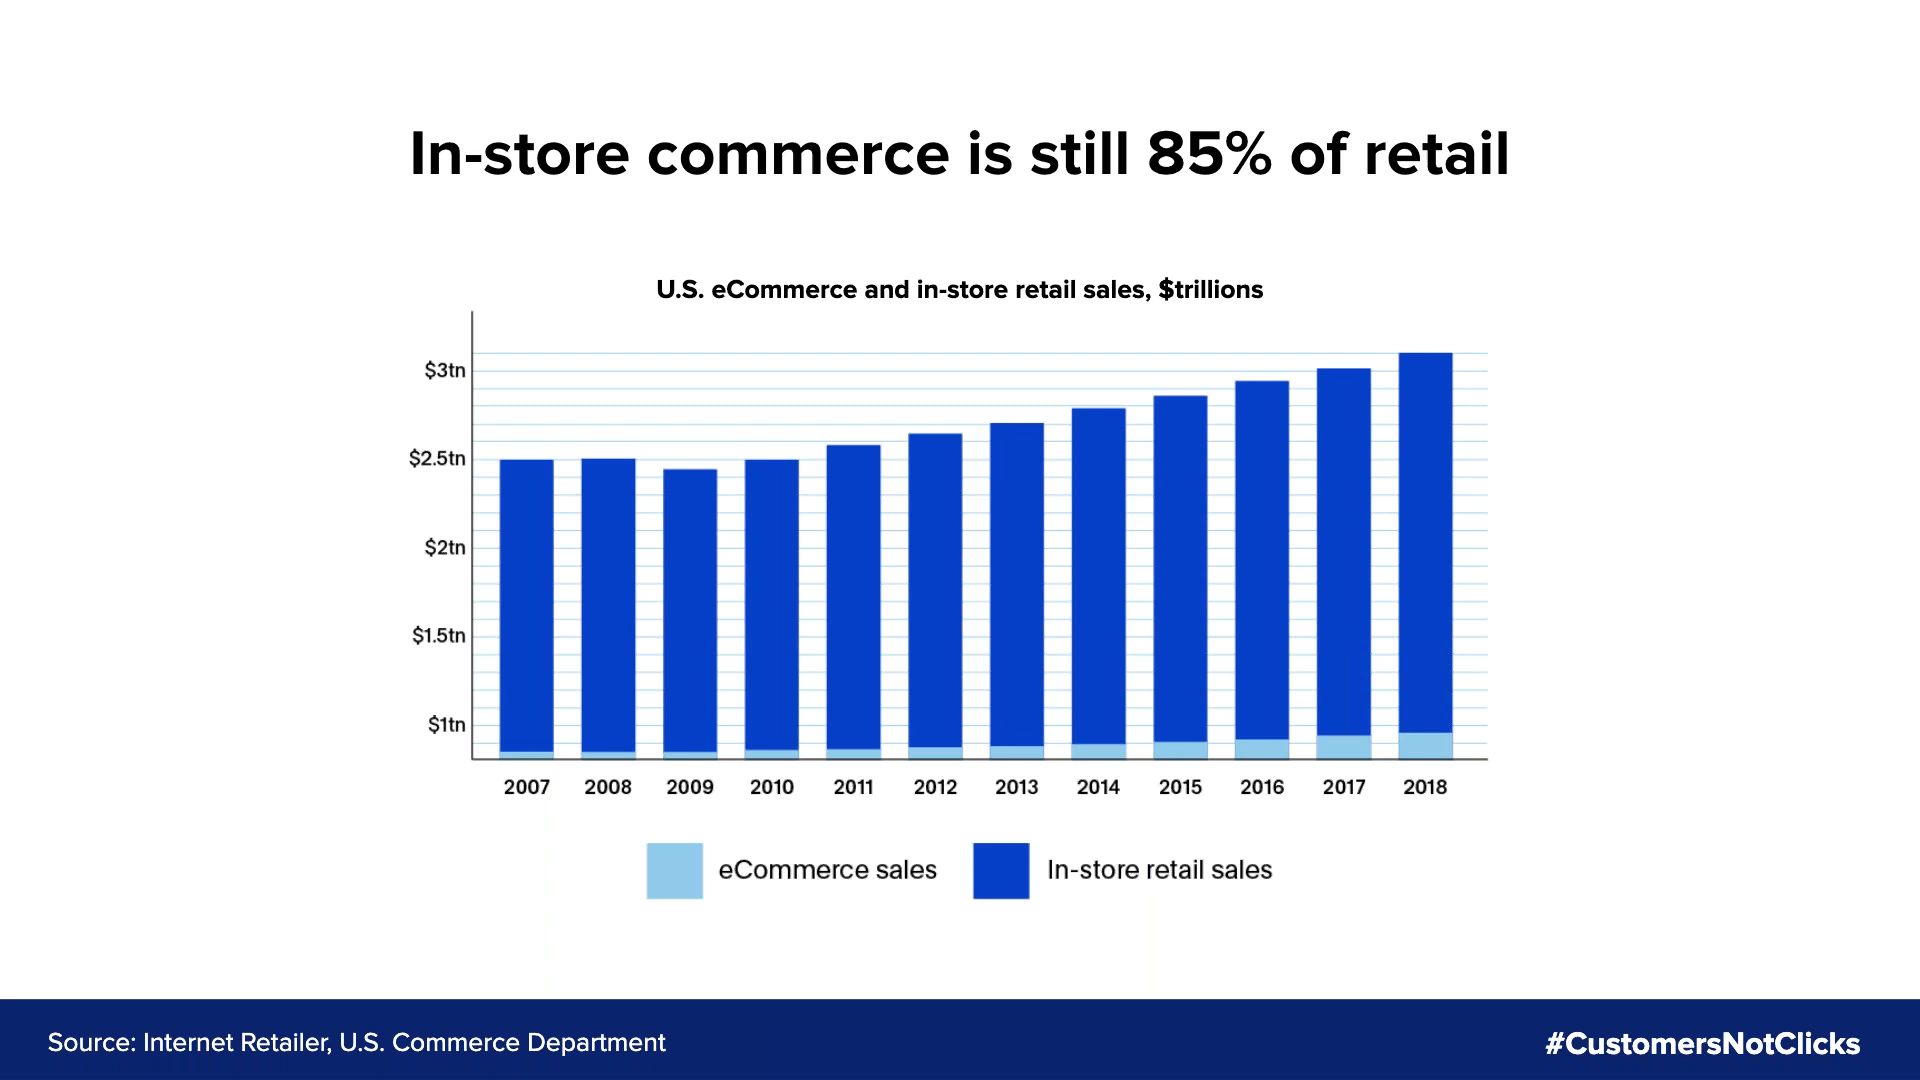 In-store commerce is still 85% of retail
U.S. eCommerce and in-store retail sales, $trillions
$3tn
$2.5tn
$2tn
$1.5tn
$1tn
2007 2008 2009 2010 2011 2012 2013 2014 2015 2016 2017 2018
eCommerce sales In-store retail sales
Source: Internet Retailer, U.S. Commerce Department #CustomersNotClicks